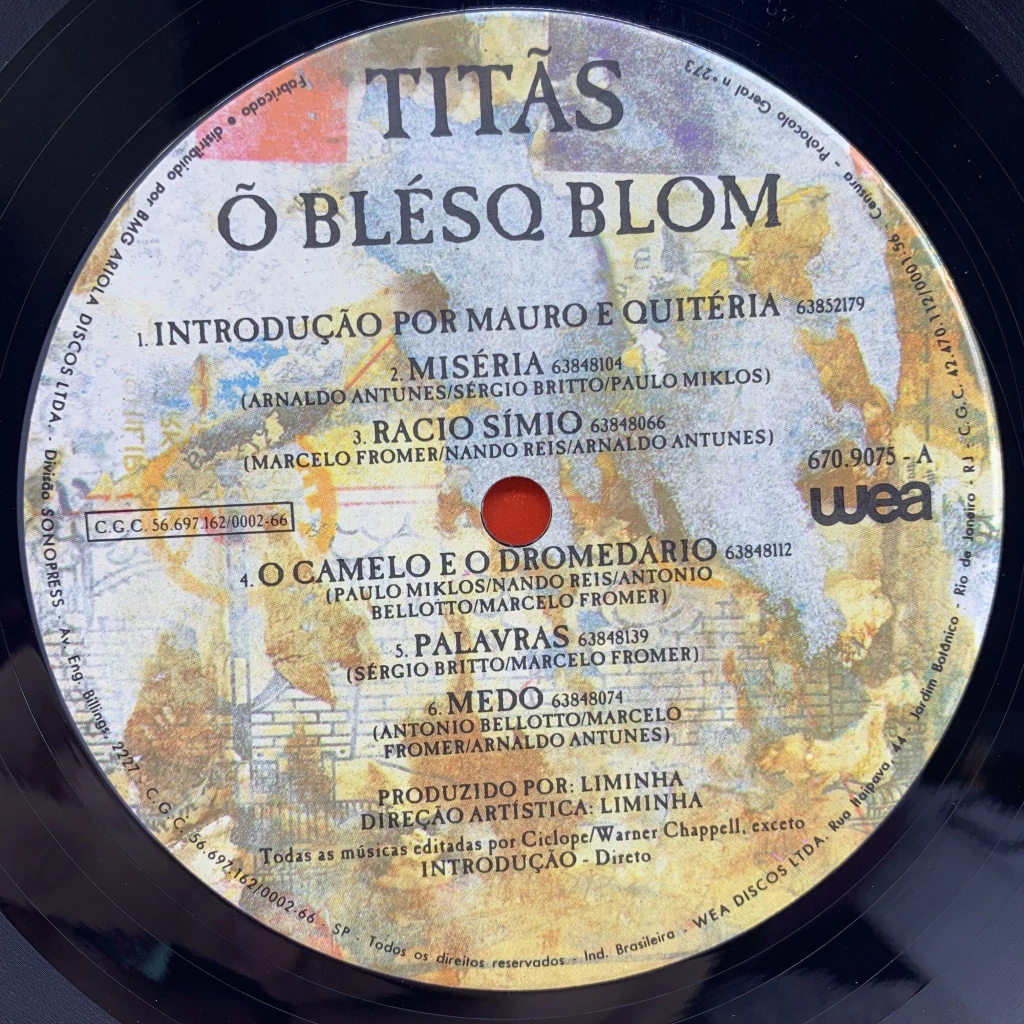 TITÃS
Õ BLÉSQ BLOM
1. INTRODUÇÃO POR MAURO E QUITÉRIA 63852179
2. MISÉRIA 63848104
(ARNALDO ANTUNES/SÉRGIO BRITTO/PAULO MIKLOS)
3. RACIO SÍMIO 63848066
(MARCELO FROMER/NANDO REIS/ARNALDO ANTUNES)
670.9075 - A
wea
C.G.C. 56.697.162/0002-66
4. O CAMELO E O DROMEDÁRIO 63848112
(PAULO MIKLOS/NANDO REIS/ANTONIO
BELLOTTO/MARCELO FROMER)
5. PALAVRAS 63848139
(SÉRGIO BRITTO/MARCELO FROMER)
6. MEDO 63848074
(ANTONIO BELLOTTO/MARCELO
FROMER/ARNALDO ANTUNES)
PRODUZIDO POR: LIMINHA
DIREÇÃO ARTÍSTICA: LIMINHA
Todas as músicas editadas por Ciclope/Warner Chappell, exceto
INTRODUÇÃO - Direto
Fabricado e distribuido por BMG ARIOLA DISCOS LTDA. - Divisão SONOPRESS - Av. Eng. Billings, 2227 - C.G.C. 56.697.162/0002-66 - SP - Todos os direitos reservados - Ind. Brasileira - WEA DISCOS LTDA. Rua Itaipava, 44 - Jardim Botânico - Rio de Janeiro - RJ - C.G.C. 42.470.112/0001-56 - Censura - Protocolo Geral n.º 273